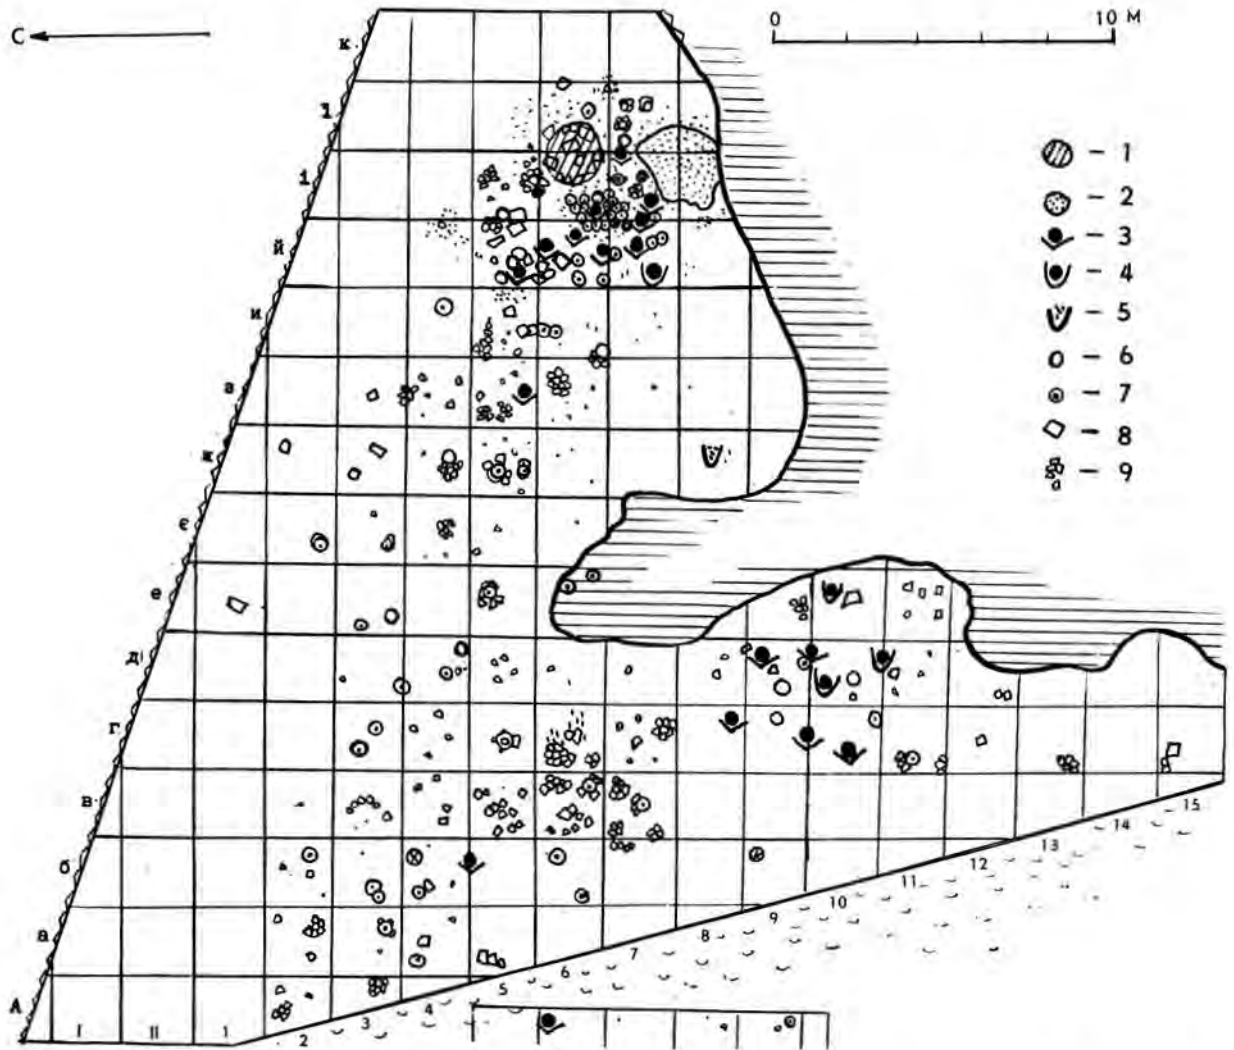 С
0 10 М
к
ї
і
й
и
з
ж
є
е
д
г
в
б
а
А
– 1
– 2
– 3
– 4
– 5
– 6
– 7
– 8
– 9
I II 1 2 3 4 5 6 7 8 9 10 11 12 13 14 15